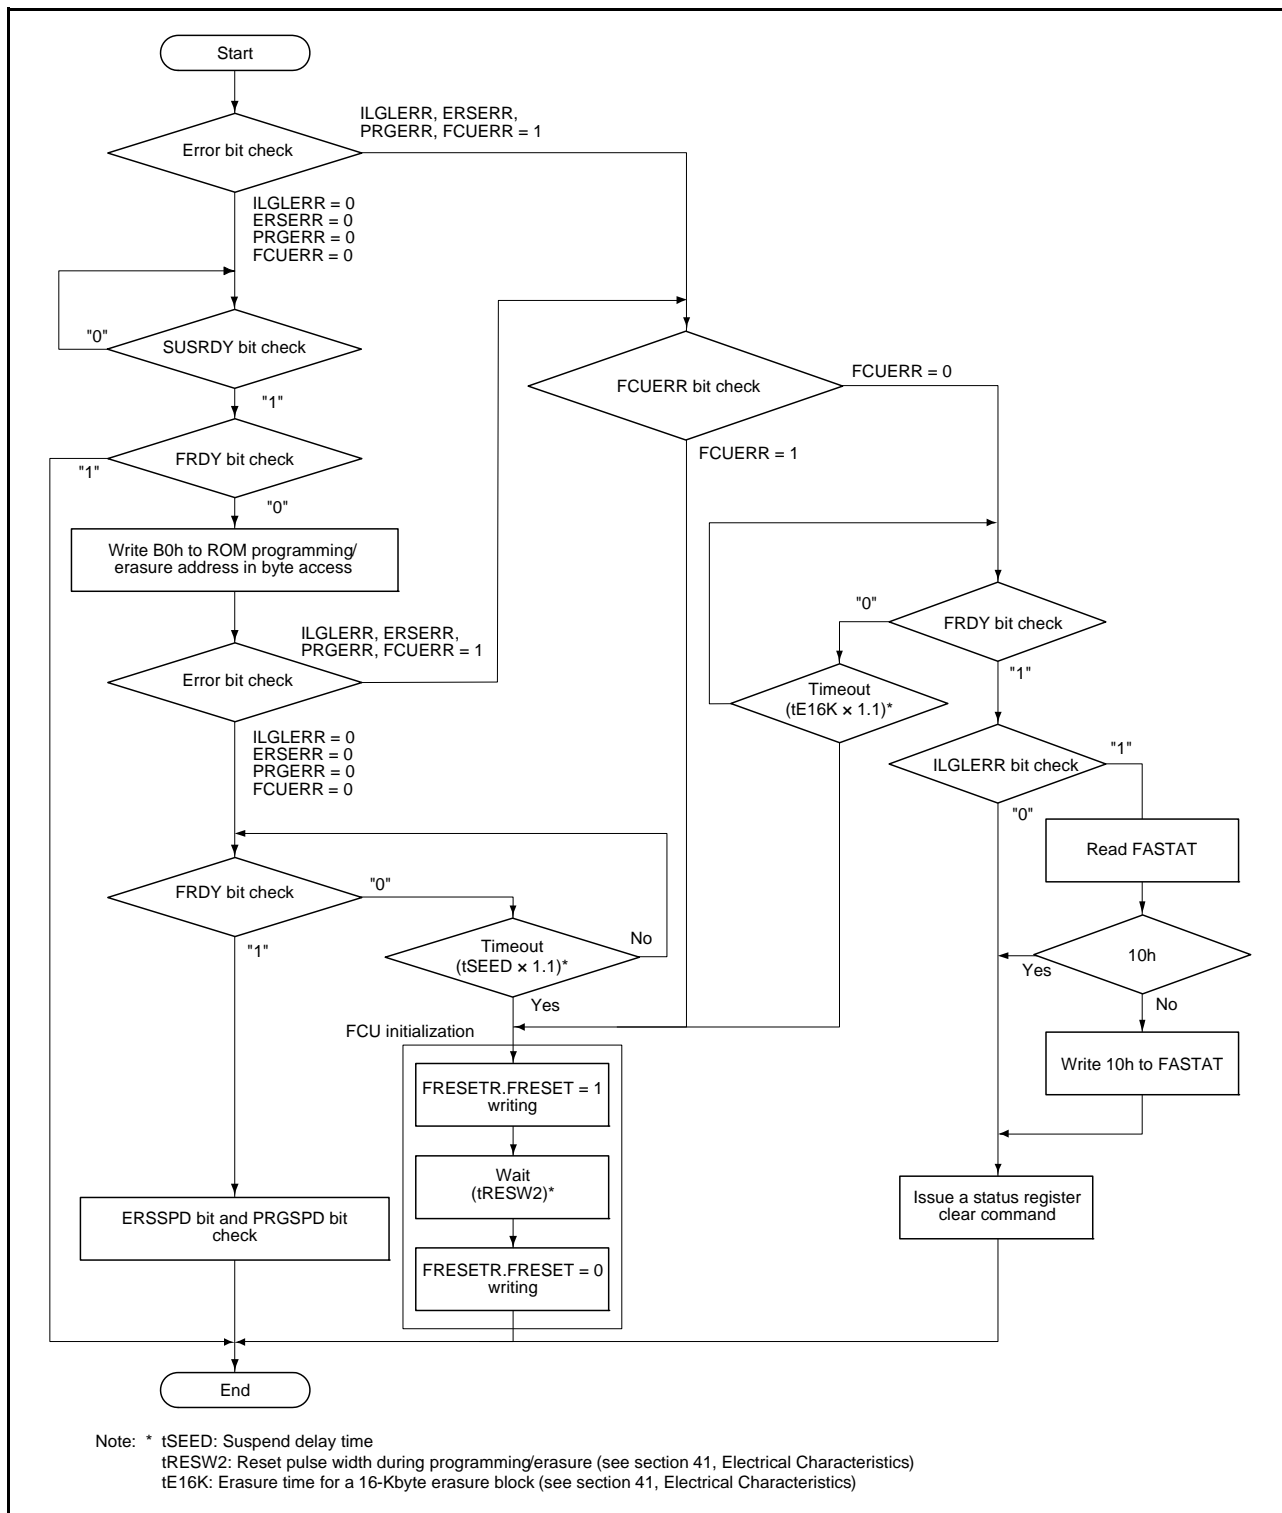 Start
ILGLERR, ERSERR,
PRGERR, FCUERR = 1
Error bit check
ILGLERR = 0
ERSERR = 0
PRGERR = 0
FCUERR = 0
"0"
SUSRDY bit check
"1"
FCUERR bit check
FCUERR = 0
FCUERR = 1
FRDY bit check
"1"
"0"
Write B0h to ROM programming/
erasure address in byte access
ILGLERR, ERSERR,
PRGERR, FCUERR = 1
Error bit check
ILGLERR = 0
ERSERR = 0
PRGERR = 0
FCUERR = 0
"0"
FRDY bit check
"1"
Timeout
(tE16K × 1.1)*
ILGLERR bit check
"1"
"0"
Read FASTAT
10h
Yes
No
Write 10h to FASTAT
Issue a status register
clear command
FRDY bit check
"0"
"1"
Timeout
(tSEED × 1.1)*
No
Yes
FCU initialization
FRESETR.FRESET = 1
writing
Wait
(tRESW2)*
FRESETR.FRESET = 0
writing
ERSSPD bit and PRGSPD bit
check
End
Note: * tSEED: Suspend delay time
tRESW2: Reset pulse width during programming/erasure (see section 41, Electrical Characteristics)
tE16K: Erasure time for a 16-Kbyte erasure block (see section 41, Electrical Characteristics)